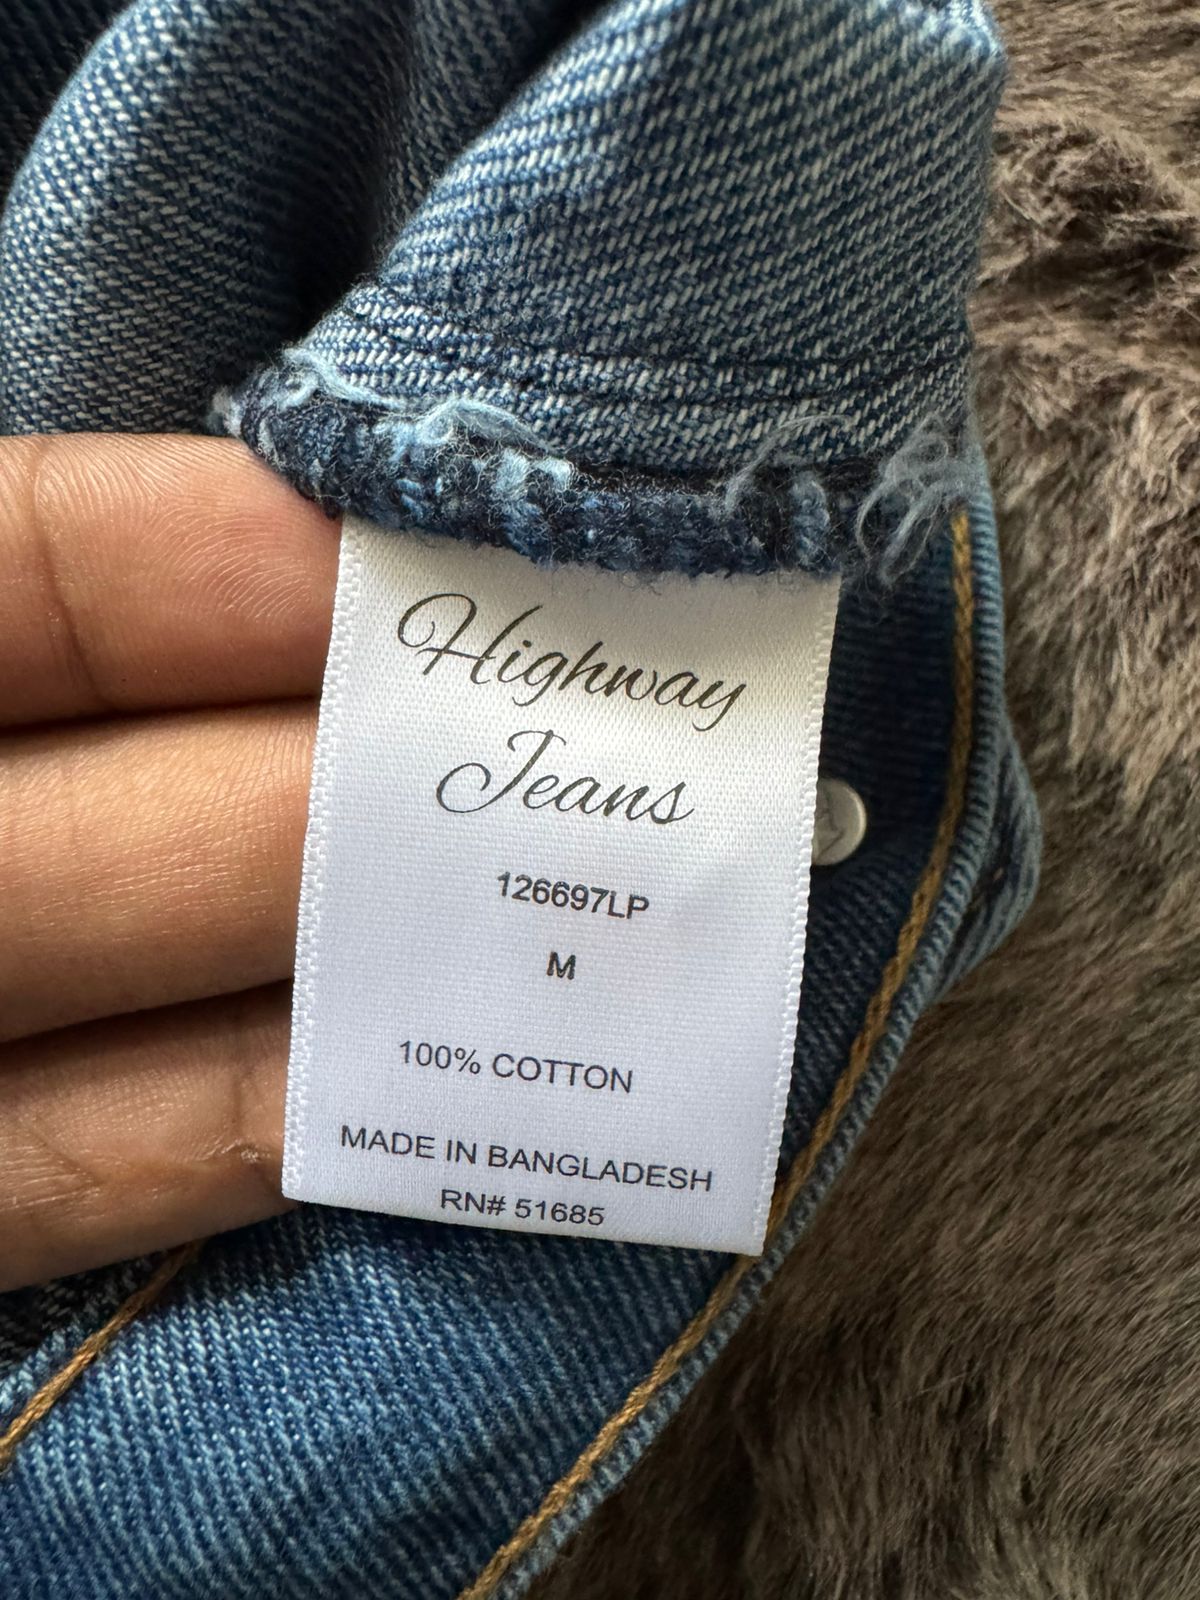 Highway
Jeans
126697LP
M
100% COTTON
MADE IN BANGLADESH
RN# 51685